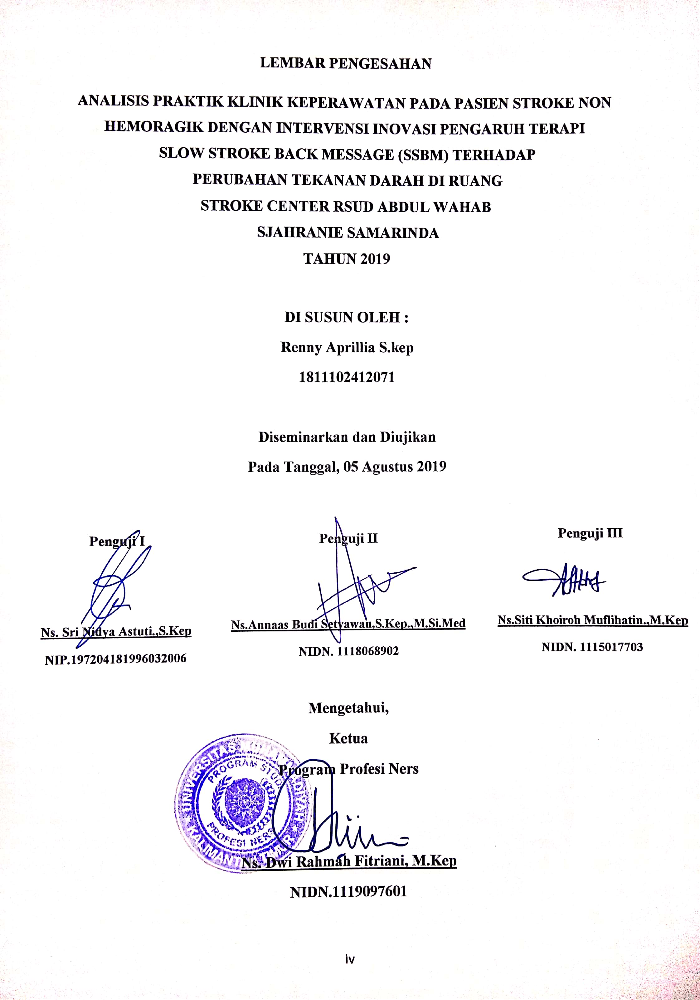 LEMBAR PENGESAHAN
ANALISIS PRAKTIK KLINIK KEPERAWATAN PADA PASIEN STROKE NON
HEMORAGIK DENGAN INTERVENSI INOVASI PENGARUH TERAPI
SLOW STROKE BACK MESSAGE (SSBM) TERHADAP
PERUBAHAN TEKANAN DARAH DI RUANG
STROKE CENTER RSUD ABDUL WAHAB
SJAHRANIE SAMARINDA
TAHUN 2019
DI SUSUN OLEH :
Renny Aprillia S.kep
1811102412071
Diseminarkan dan Diujikan
Pada Tanggal, 05 Agustus 2019
Penguji I
Penguji II
Penguji III
Ns. Sri Nidya Astuti.,S.Kep
Ns.Annaas Budi Setyawan,S.Kep.,M.Si.Med
Ns.Siti Khoiroh Muflihatin.,M.Kep
NIP.197204181996032006
NIDN. 1118068902
NIDN. 1115017703
Mengetahui,
Ketua
Program Profesi Ners
UNIVERSITAS MUHAMMADIYAH
KALIMANTAN TIMUR
PROGRAM STUDI
PROFESI NERS
Ns. Dwi Rahmah Fitriani, M.Kep
NIDN.1119097601
iv